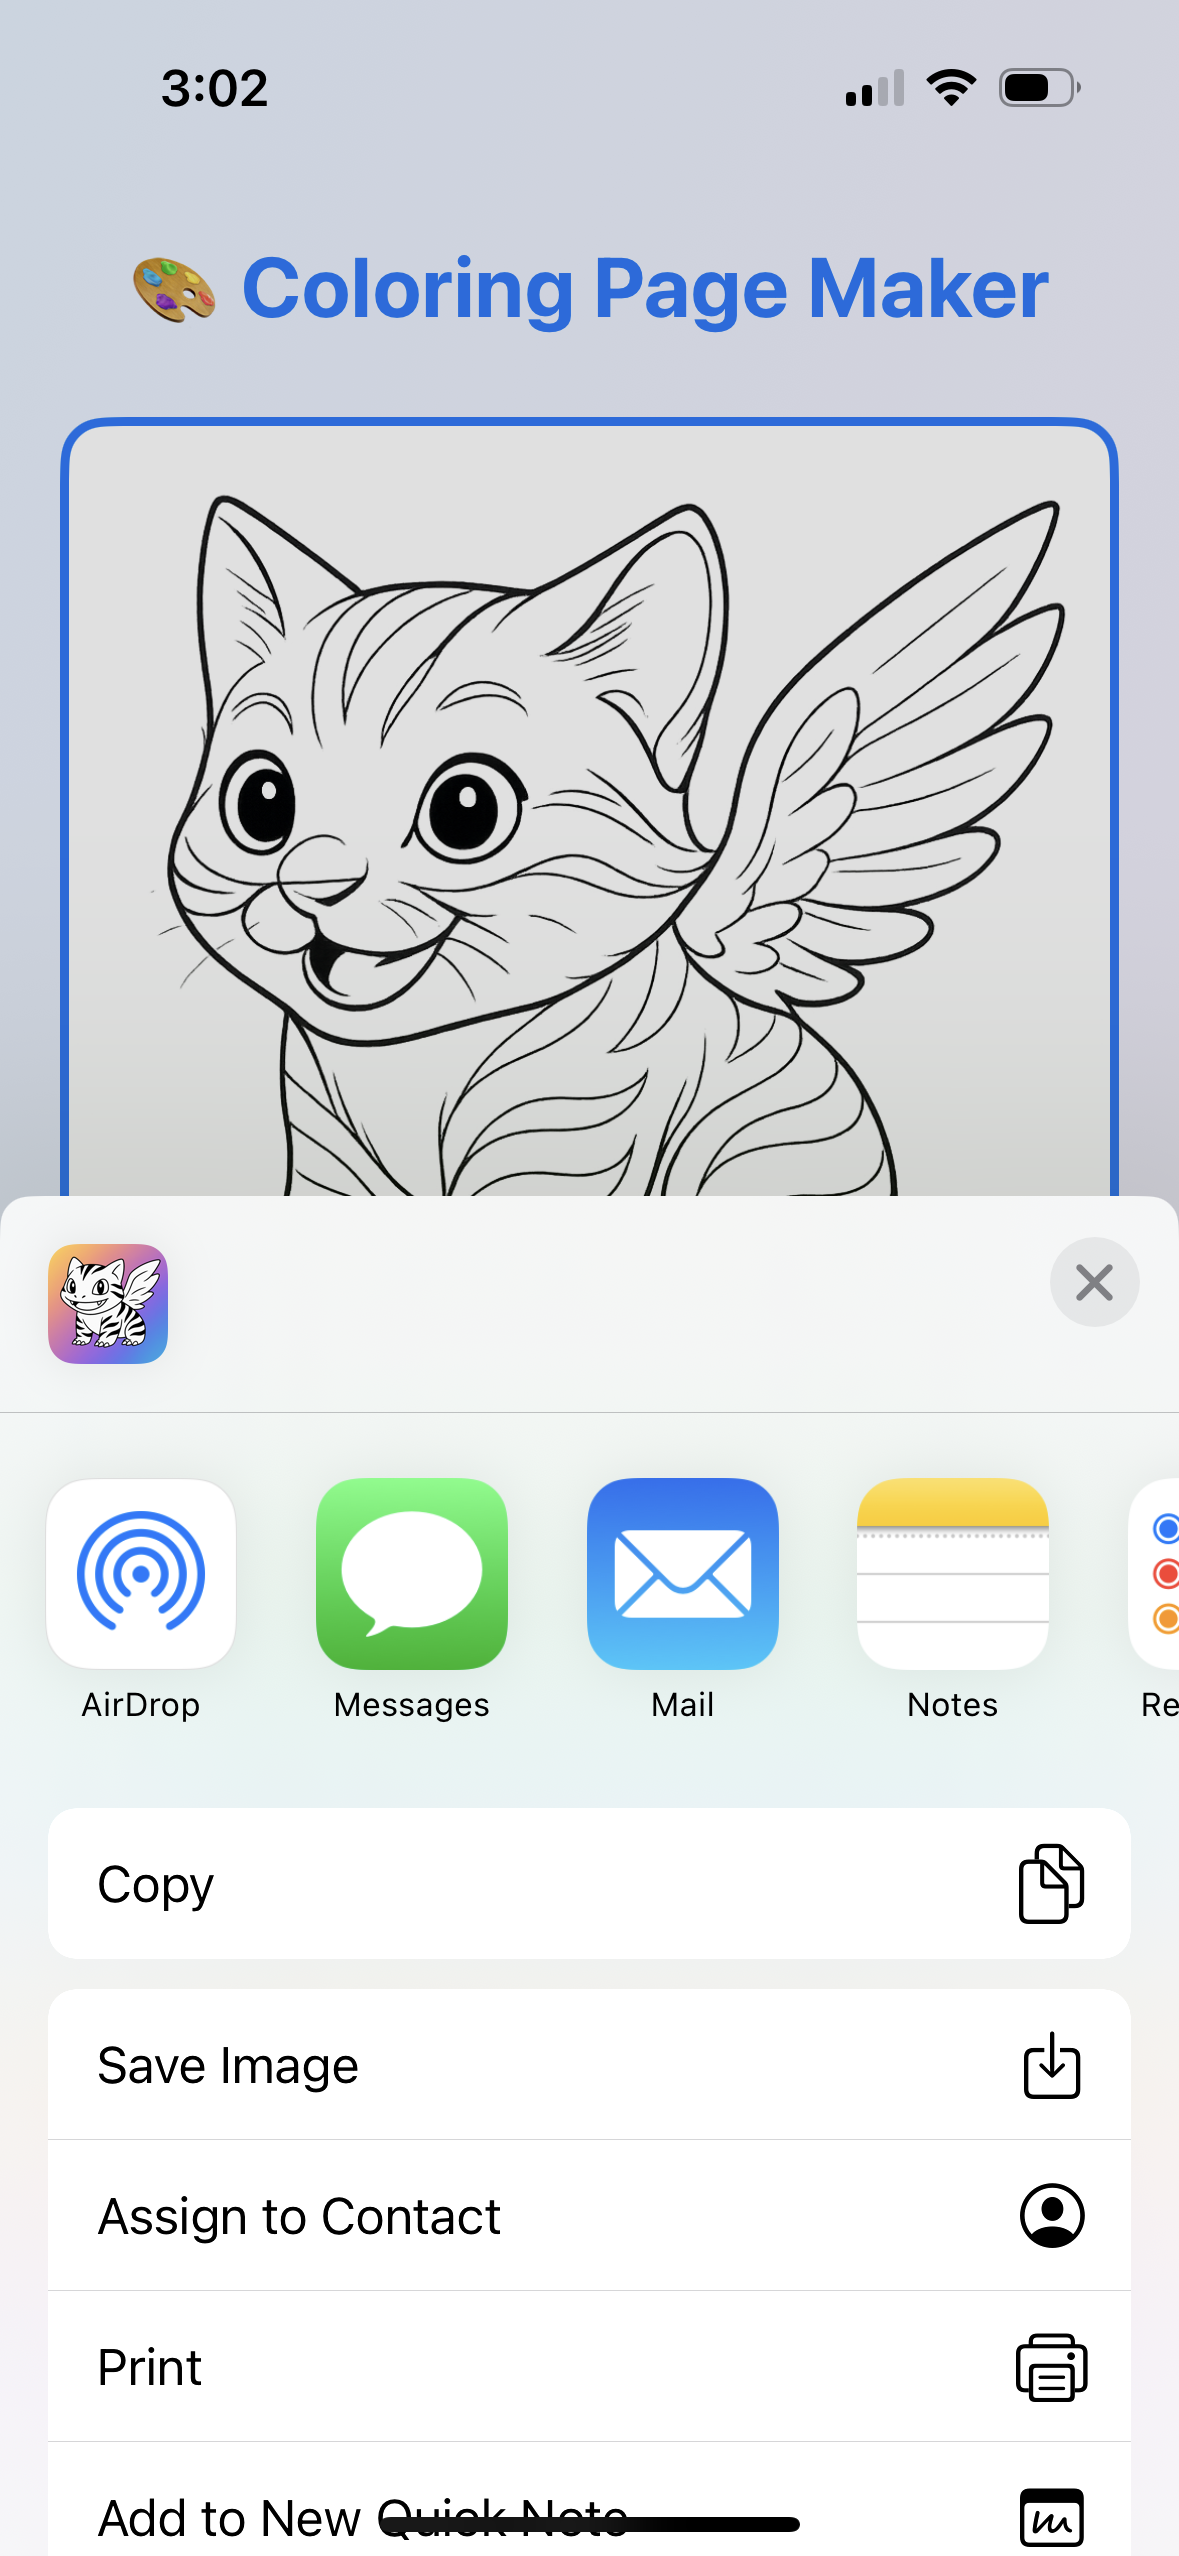 3:02
🎨 Coloring Page Maker
AirDrop
Messages
Mail
Notes
Re
Copy
Save Image
Assign to Contact
Print
Add to New Quick Note